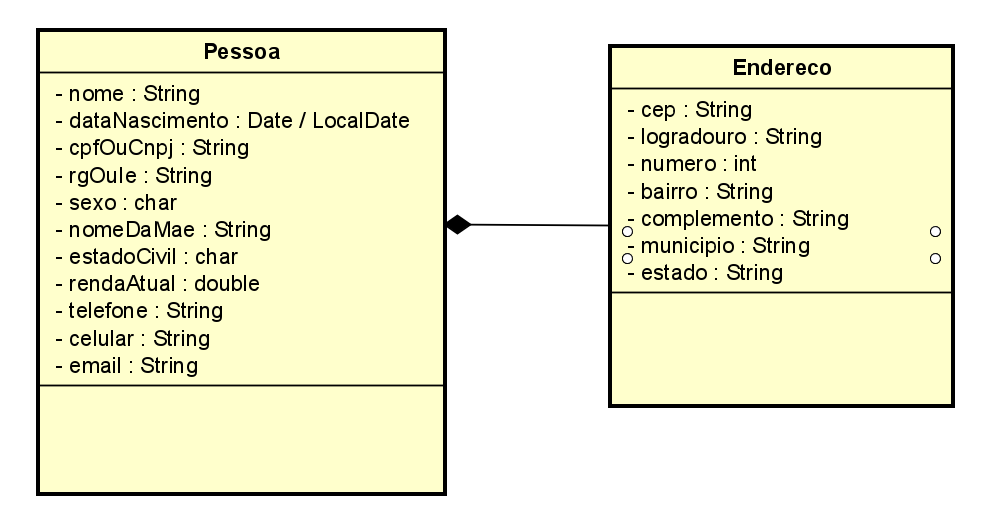 Pessoa
- nome : String
- dataNascimento : Date / LocalDate
- cpfOuCnpj : String
- rgOuIe : String
- sexo : char
- nomeDaMae : String
- estadoCivil : char
- rendaAtual : double
- telefone : String
- celular : String
- email : String
Endereco
- cep : String
- logradouro : String
- numero : int
- bairro : String
- complemento : String
- municipio : String
- estado : String